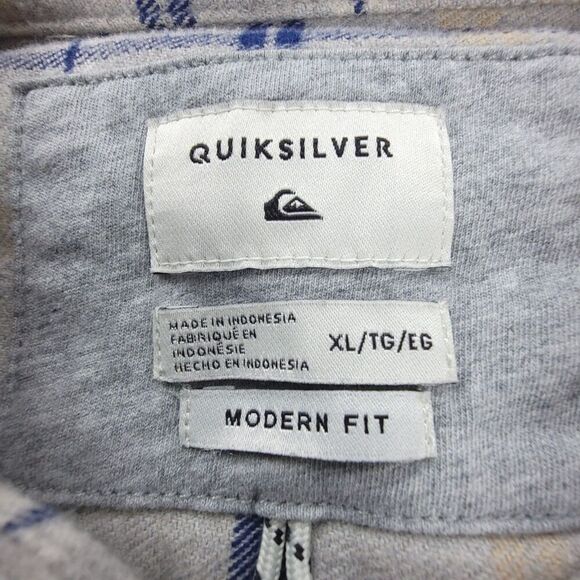 QUIKSILVER
MADE IN INDONESIA
FABRIQUÉ EN
INDONÉSIE
HECHO EN INDONESIA
XL/TG/EG
MODERN FIT